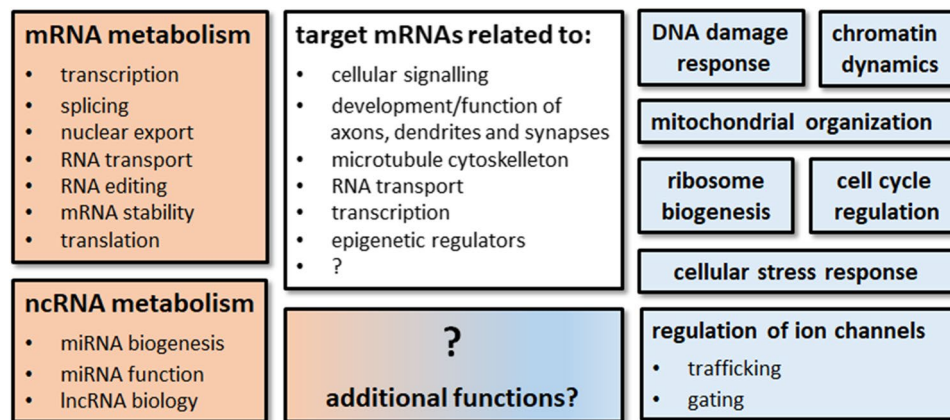 mRNA metabolism
• transcription
• splicing
• nuclear export
• RNA transport
• RNA editing
• mRNA stability
• translation
ncRNA metabolism
• miRNA biogenesis
• miRNA function
• lncRNA biology
target mRNAs related to:
• cellular signalling
• development/function of
axons, dendrites and synapses
• microtubule cytoskelleton
• RNA transport
• transcription
• epigenetic regulators
• ?
?
additional functions?
DNA damage
response
chromatin
dynamics
mitochondrial organization
ribosome
biogenesis
cell cycle
regulation
cellular stress response
regulation of ion channels
• trafficking
• gating